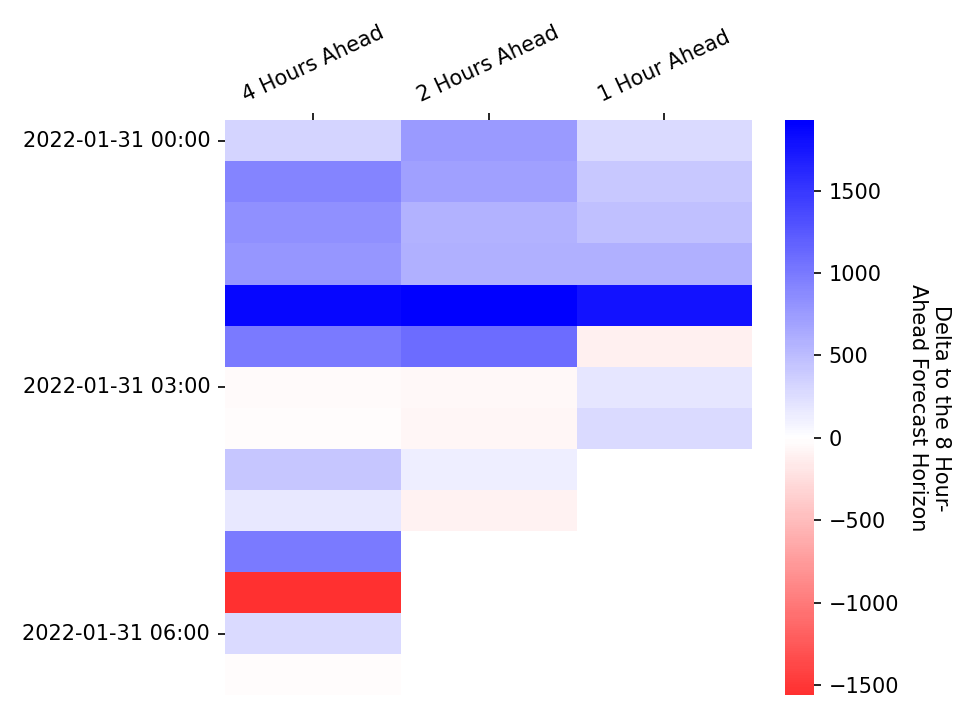 4 Hours Ahead
2 Hours Ahead
1 Hour Ahead
2022-01-31 00:00
2022-01-31 03:00
2022-01-31 06:00
1500
1000
500
0
−500
−1000
−1500
Delta to the 8 Hour-
Ahead Forecast Horizon